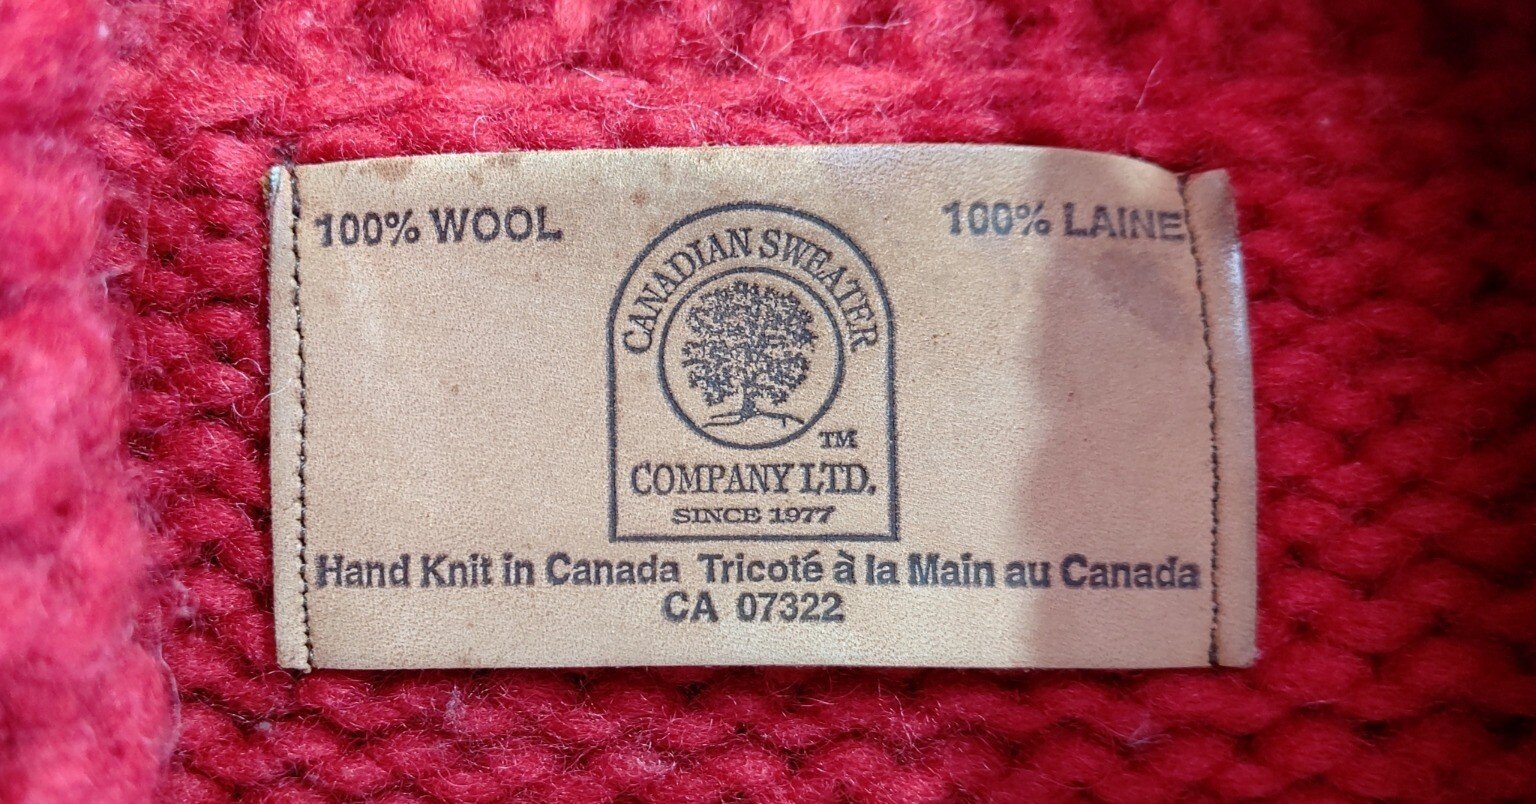 100% WOOL
100% LAINE
CANADIAN SWEATER
TM
COMPANY LTD.
SINCE 1977
Hand Knit in Canada Tricoté à la Main au Canada
CA 07322